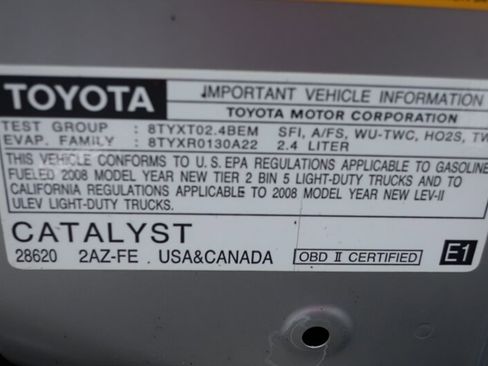 TOYOTA
IMPORTANT VEHICLE INFORMATION
TOYOTA MOTOR CORPORATION
TEST GROUP : 8TYXT02.4BEM SFI, A/FS, WU-TWC, HO2S, TW
EVAP. FAMILY : 8TYXR0130A22 2.4 LITER
THIS VEHICLE CONFORMS TO U.S. EPA REGULATIONS APPLICABLE TO GASOLINE
FUELED 2008 MODEL YEAR NEW TIER 2 BIN 5 LIGHT-DUTY TRUCKS AND TO
CALIFORNIA REGULATIONS APPLICABLE TO 2008 MODEL YEAR NEW LEV-II
ULEV LIGHT-DUTY TRUCKS.
CATALYST
28620 2AZ-FE USA&CANADA OBD II CERTIFIED E1